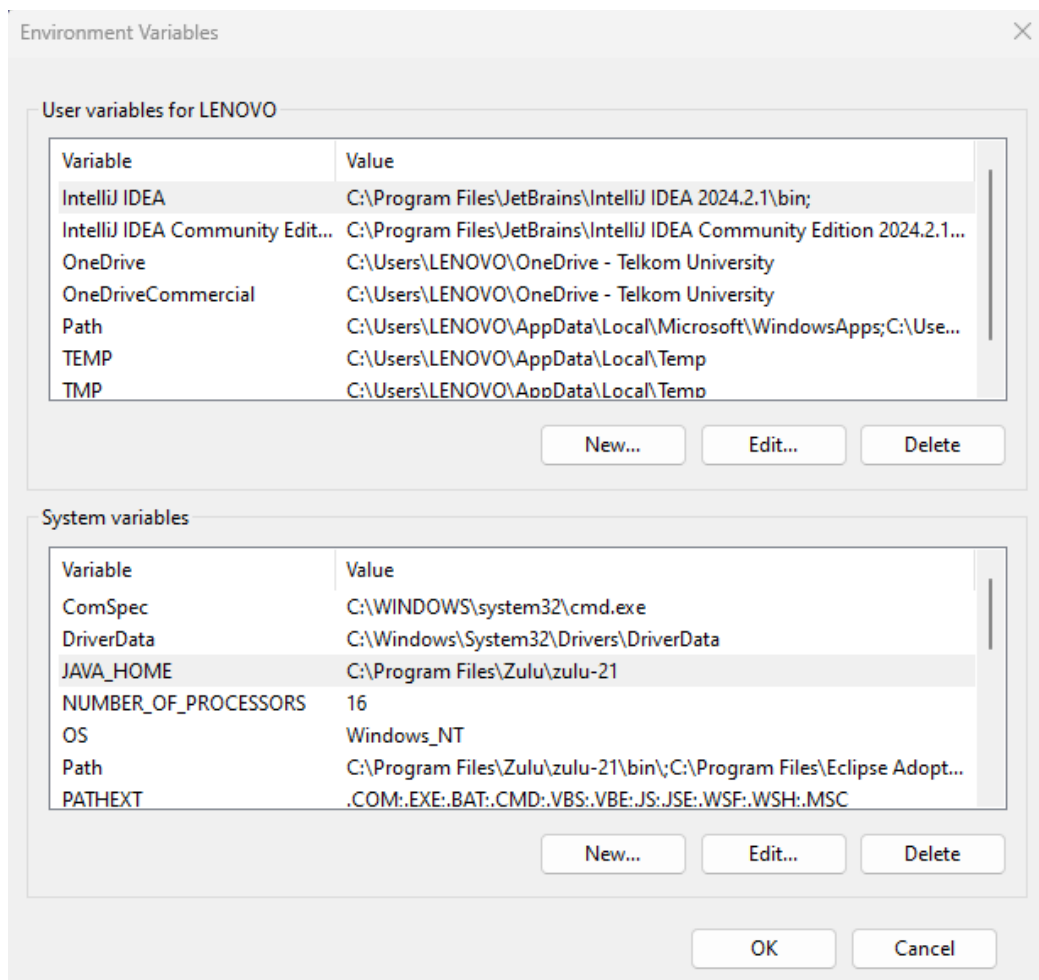 Environment Variables
User variables for LENOVO
Variable Value
IntelliJ IDEA C:\Program Files\JetBrains\IntelliJ IDEA 2024.2.1\bin;
IntelliJ IDEA Community Edit... C:\Program Files\JetBrains\IntelliJ IDEA Community Edition 2024.2.1...
OneDrive C:\Users\LENOVO\OneDrive - Telkom University
OneDriveCommercial C:\Users\LENOVO\OneDrive - Telkom University
Path C:\Users\LENOVO\AppData\Local\Microsoft\WindowsApps;C:\Use...
TEMP C:\Users\LENOVO\AppData\Local\Temp
TMP C:\Users\LENOVO\AppData\Local\Temp
New... Edit... Delete
System variables
Variable Value
ComSpec C:\WINDOWS\system32\cmd.exe
DriverData C:\Windows\System32\Drivers\DriverData
JAVA_HOME C:\Program Files\Zulu\zulu-21
NUMBER_OF_PROCESSORS 16
OS Windows_NT
Path C:\Program Files\Zulu\zulu-21\bin\;C:\Program Files\Eclipse Adopt...
PATHEXT .COM;.EXE;.BAT;.CMD;.VBS;.VBE;.JS;.JSE;.WSF;.WSH;.MSC
New... Edit... Delete
OK Cancel